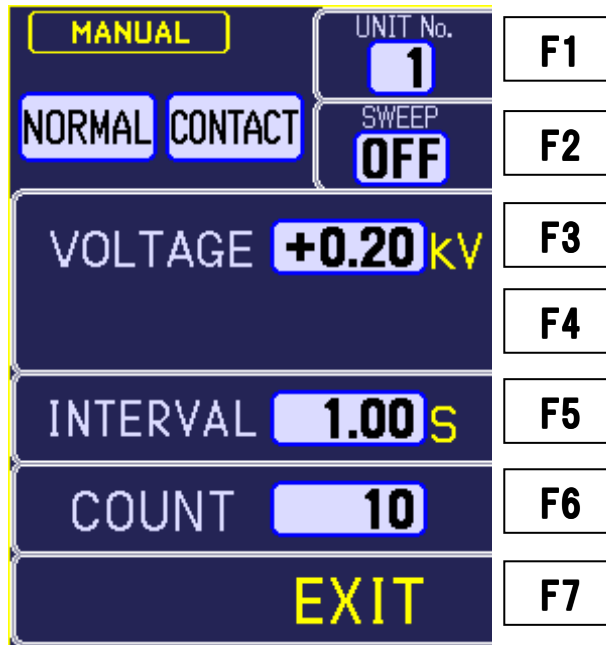 MANUAL
UNIT No.
1
F1
NORMAL CONTACT
SWEEP
OFF
F2
VOLTAGE +0.20 kV
F3
F4
INTERVAL 1.00 S
F5
COUNT 10
F6
EXIT
F7